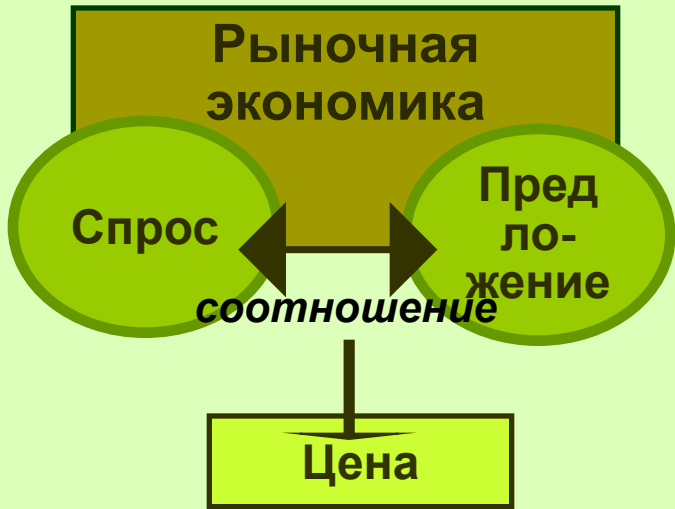 Рыночная
экономика
Спрос
Пред
ло-
жение
соотношение
Цена